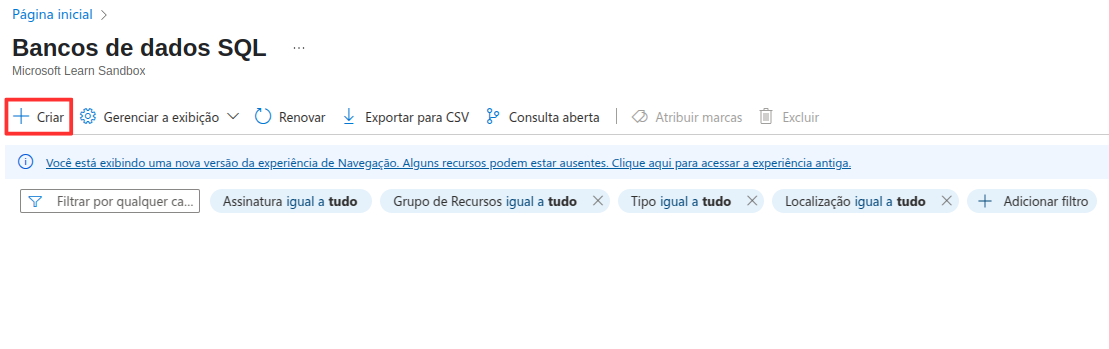 Página inicial
Bancos de dados SQL ...
Microsoft Learn Sandbox
Criar Gerenciar a exibição Renovar Exportar para CSV Consulta aberta Atribuir marcas Excluir
Você está exibindo uma nova versão da experiência de Navegação. Alguns recursos podem estar ausentes. Clique aqui para acessar a experiência antiga.
Filtrar por qualquer ca... Assinatura igual a tudo Grupo de Recursos igual a tudo Tipo igual a tudo Localização igual a tudo Adicionar filtro